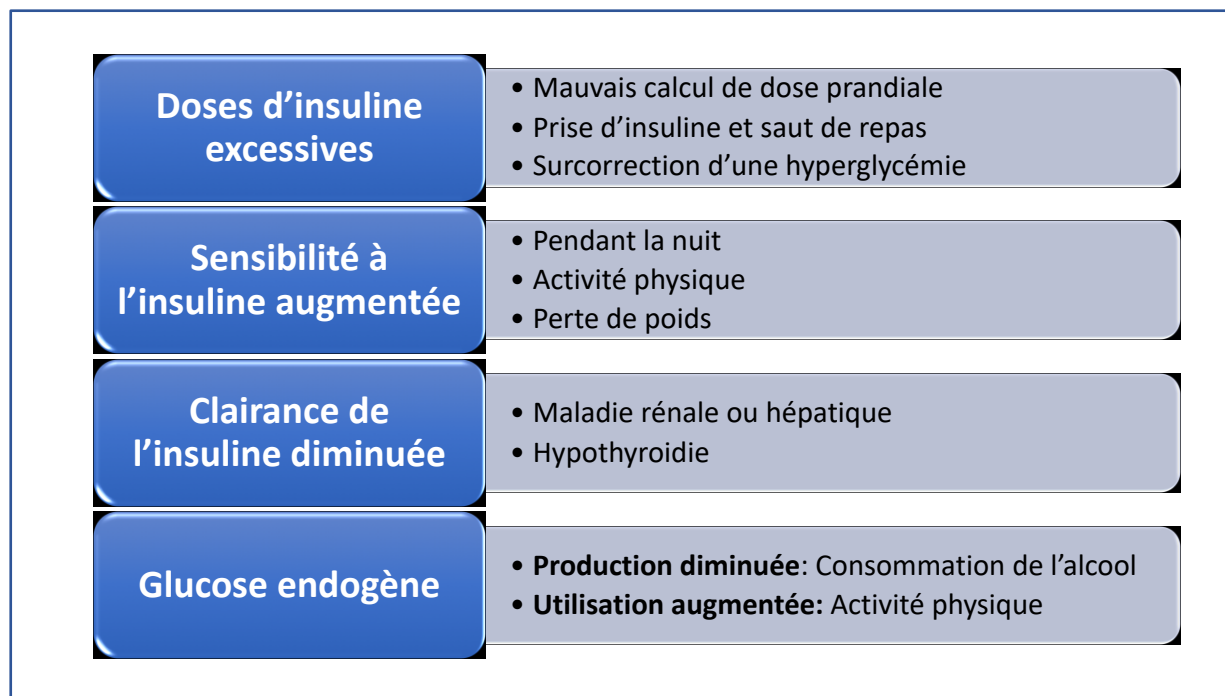 Doses d’insuline
excessives
• Mauvais calcul de dose prandiale
• Prise d’insuline et saut de repas
• Surcorrection d’une hyperglycémie
Sensibilité à
l’insuline augmentée
• Pendant la nuit
• Activité physique
• Perte de poids
Clairance de
l’insuline diminuée
• Maladie rénale ou hépatique
• Hypothyroidie
Glucose endogène
• Production diminuée: Consommation de l’alcool
• Utilisation augmentée: Activité physique